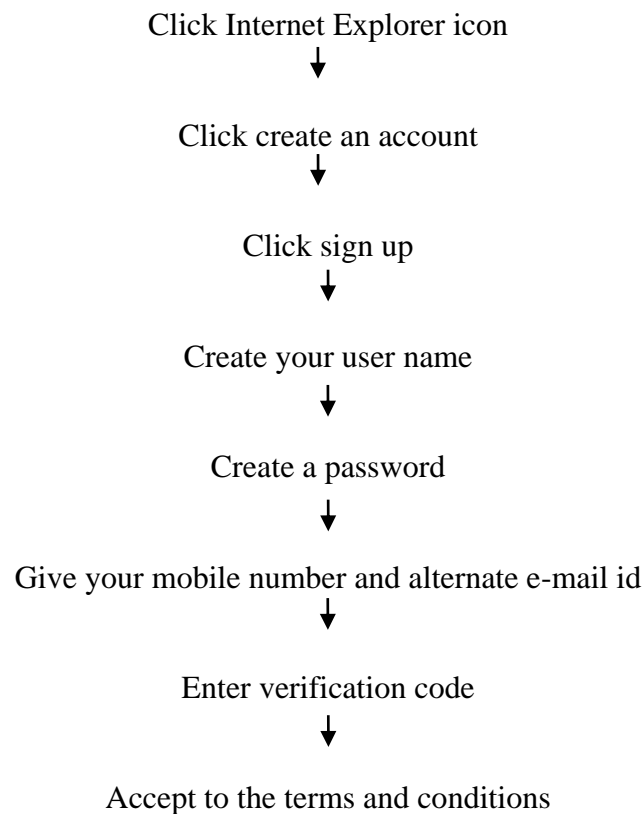 Click Internet Explorer icon
Click create an account
Click sign up
Create your user name
Create a password
Give your mobile number and alternate e-mail id
Enter verification code
Accept to the terms and conditions